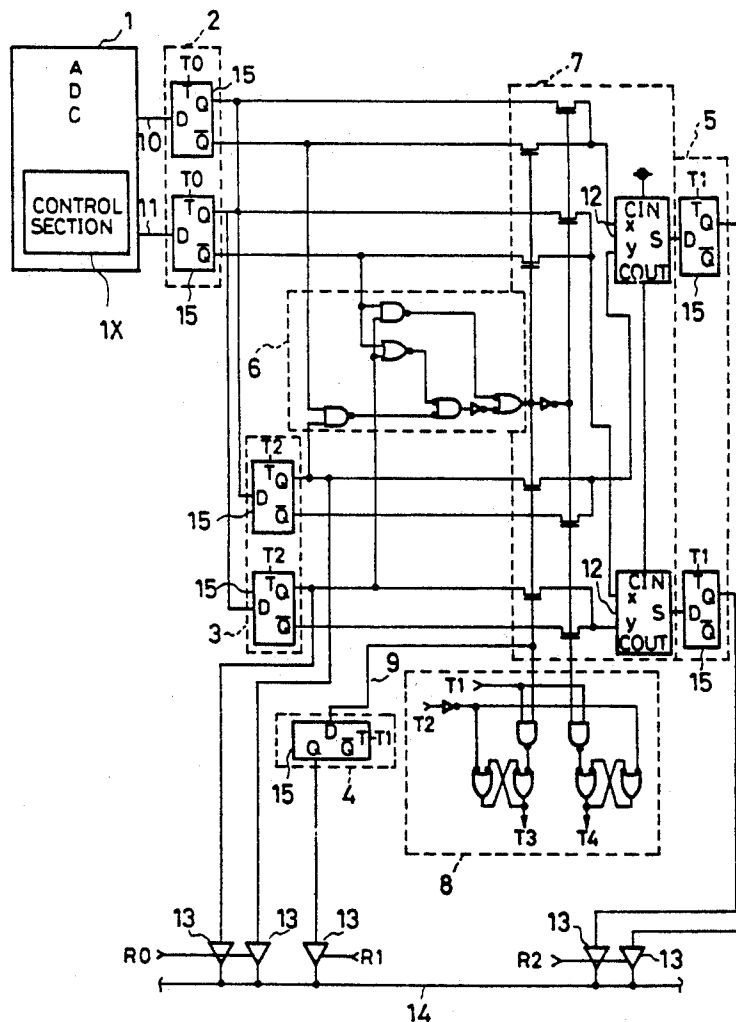 1
2
A
D
C
T0
15
T
Q
D
Q̅
10
7
5
CONTROL
SECTION
T0
T
Q
D
Q̅
11
12
CIN
x
y
S
COUT
T1
T
Q
D
Q̅
15
1X
15
6
T2
T
Q
D
Q̅
15
T2
T
Q
D
Q̅
15
3
12
CIN
x
y
S
COUT
T1
T
Q
D
Q̅
15
9
T1
T2
D
Q
Q̅
T
T1
15
4
T3
T4
8
13
13
13
13
13
R0
R1
R2
14